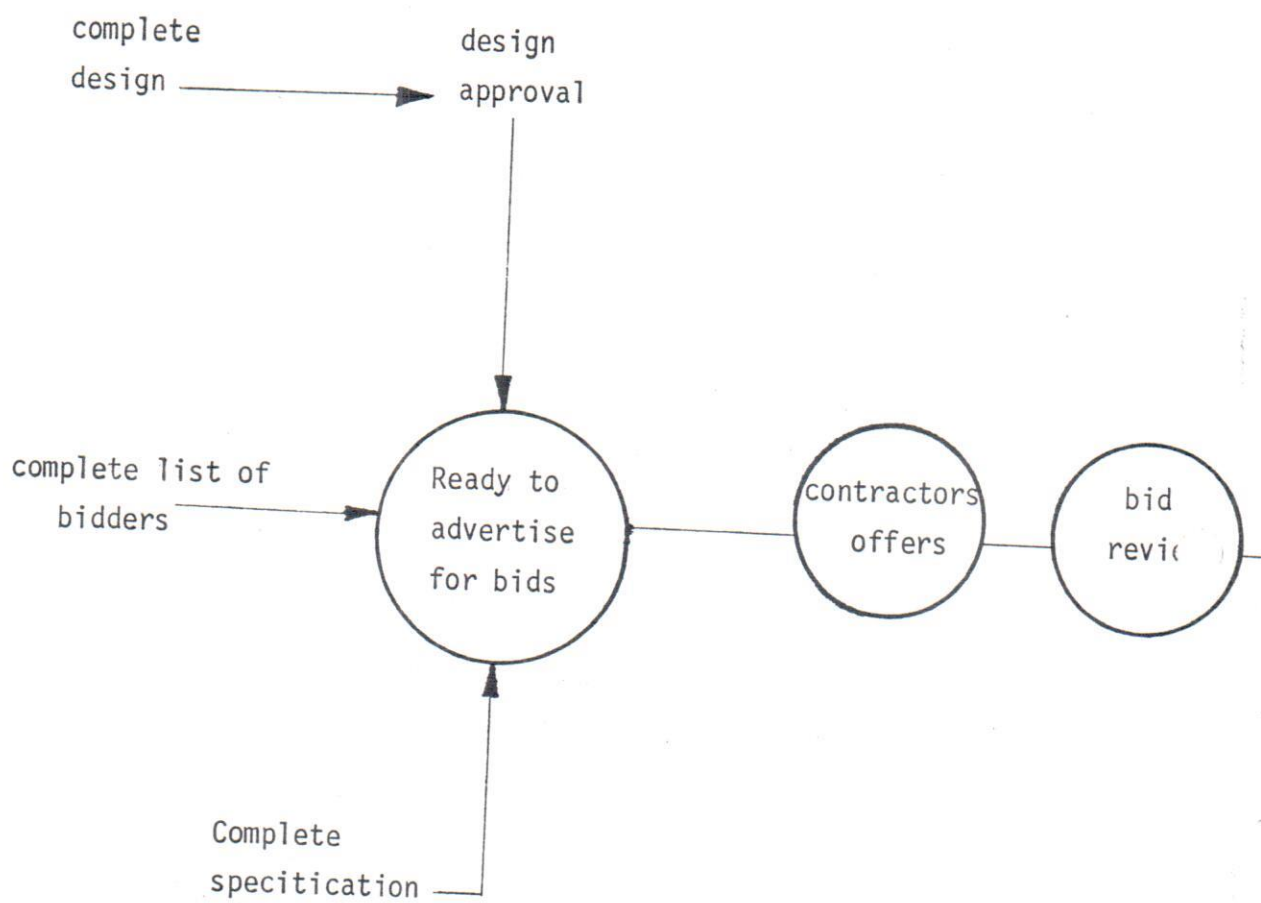 complete
design
design
approval
complete list of
bidders
Ready to
advertise
for bids
contractors
offers
bid
Complete
specitication